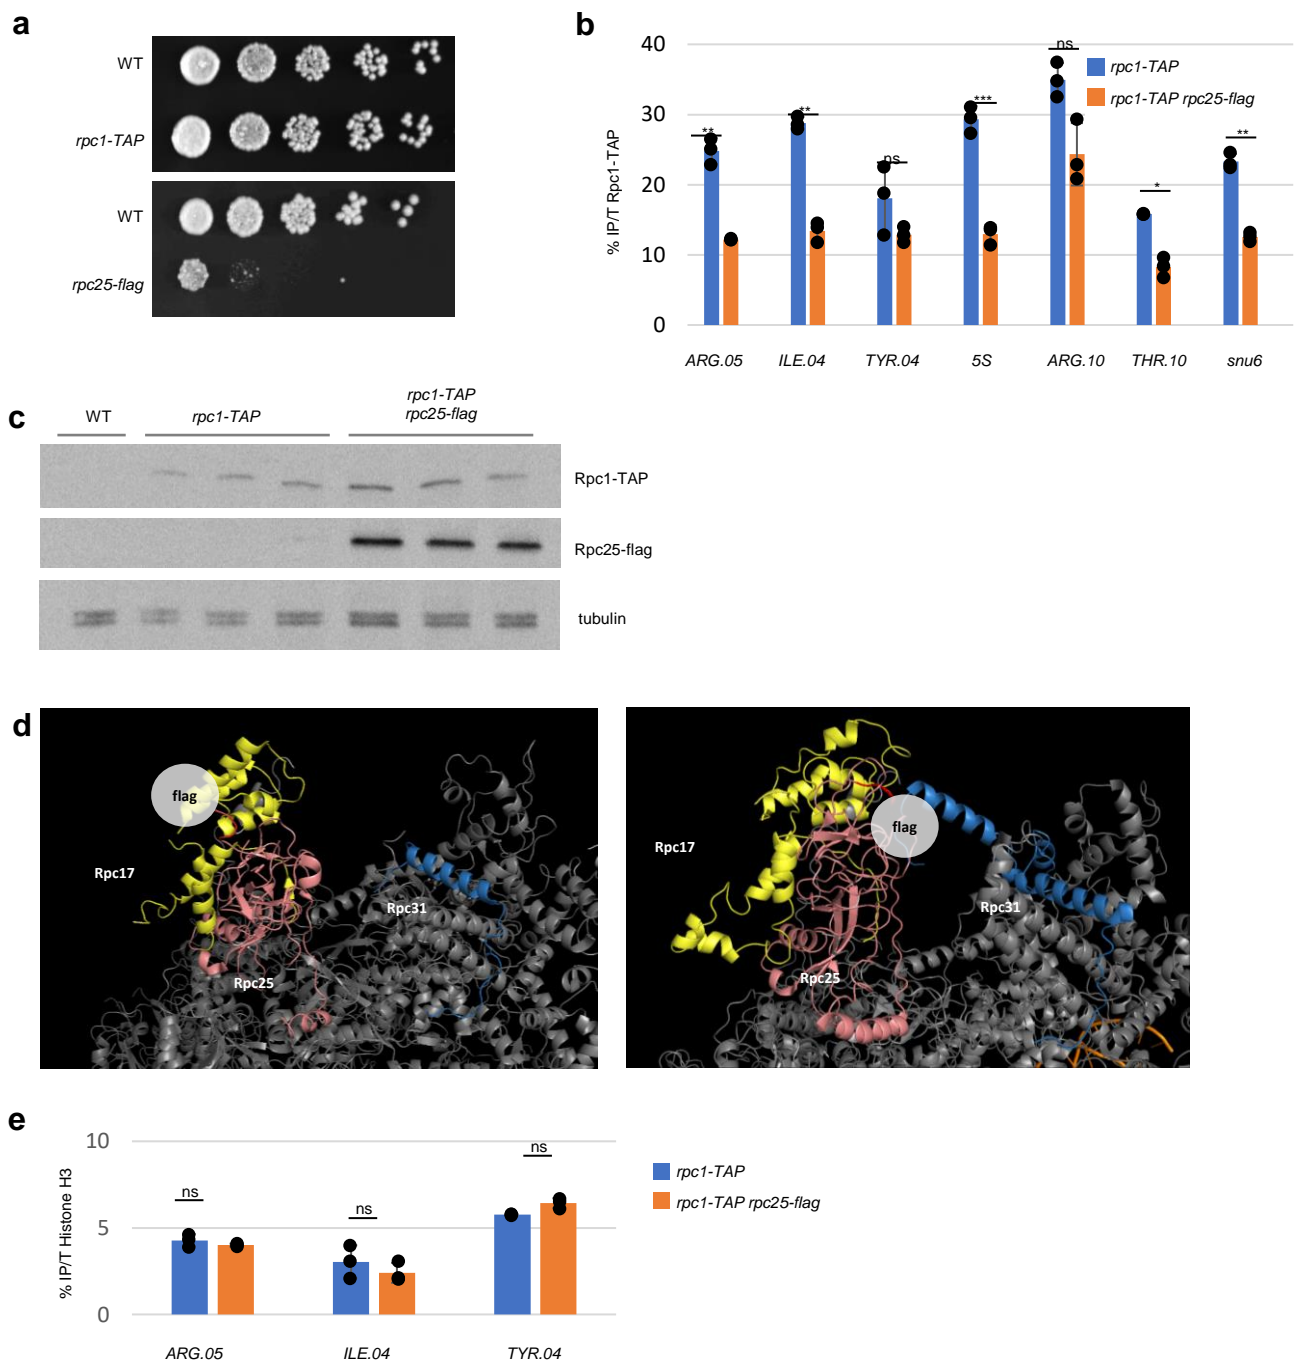 a
WT
rpc1-TAP
WT
rpc25-flag
b
% IP/T Rpc1-TAP
40
30
20
10
0
**
**
ns
***
ns
*
**
rpc1-TAP
rpc1-TAP rpc25-flag
ARG.05 ILE.04 TYR.04 5S ARG.10 THR.10 snu6
c
WT
rpc1-TAP
rpc1-TAP
rpc25-flag
Rpc1-TAP
Rpc25-flag
tubulin
d
flag
Rpc17
Rpc31
Rpc25
flag
Rpc17
Rpc31
Rpc25
e
% IP/T Histone H3
10
5
0
ns
ns
ns
rpc1-TAP
rpc1-TAP rpc25-flag
ARG.05 ILE.04 TYR.04